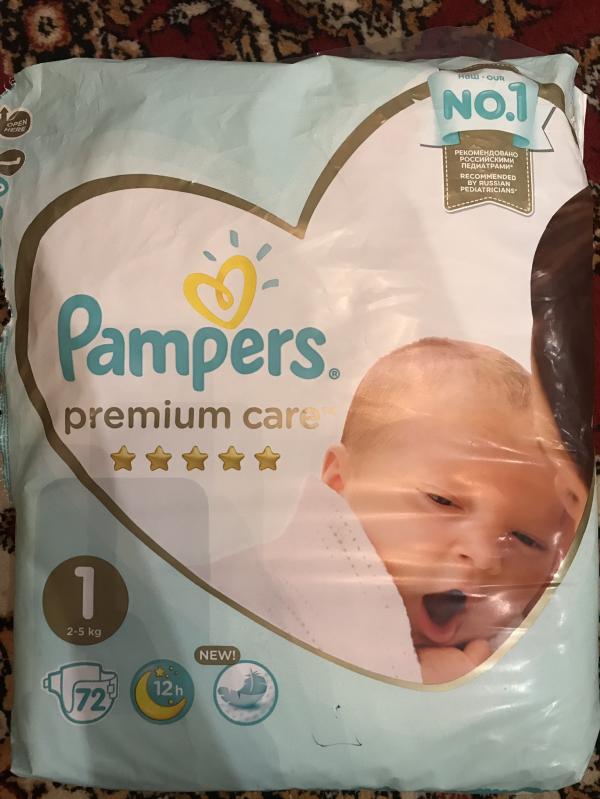 НАШ · OUR
NO.1
РЕКОМЕНДОВАНО
РОССИЙСКИМИ
ПЕДИАТРАМИ*
RECOMMENDED
BY RUSSIAN
PEDIATRICIANS*
OPEN
HERE
Pampers®
premium care™
1
2-5 kg
NEW!
72
12h